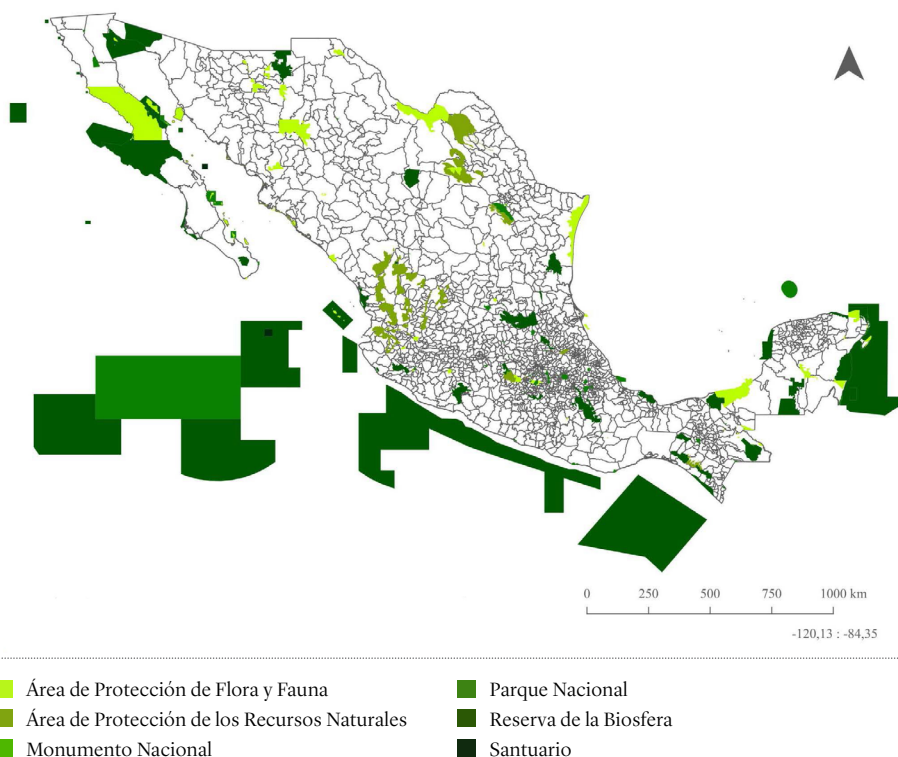 0 250 500 750 1000 km
-120,13 : -84,35
Área de Protección de Flora y Fauna
Área de Protección de los Recursos Naturales
Monumento Nacional
Parque Nacional
Reserva de la Biosfera
Santuario